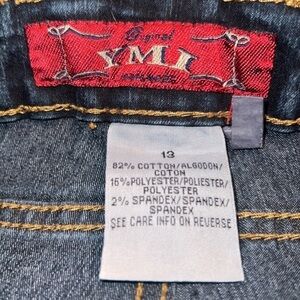 Original
YMI
13
82% COTTON/ALGODON/
COTON
16% POLYESTER/POLIESTER/
POLYESTER
2% SPANDEX/SPANDEX/
SPANDEX
SEE CARE INFO ON REVERSE